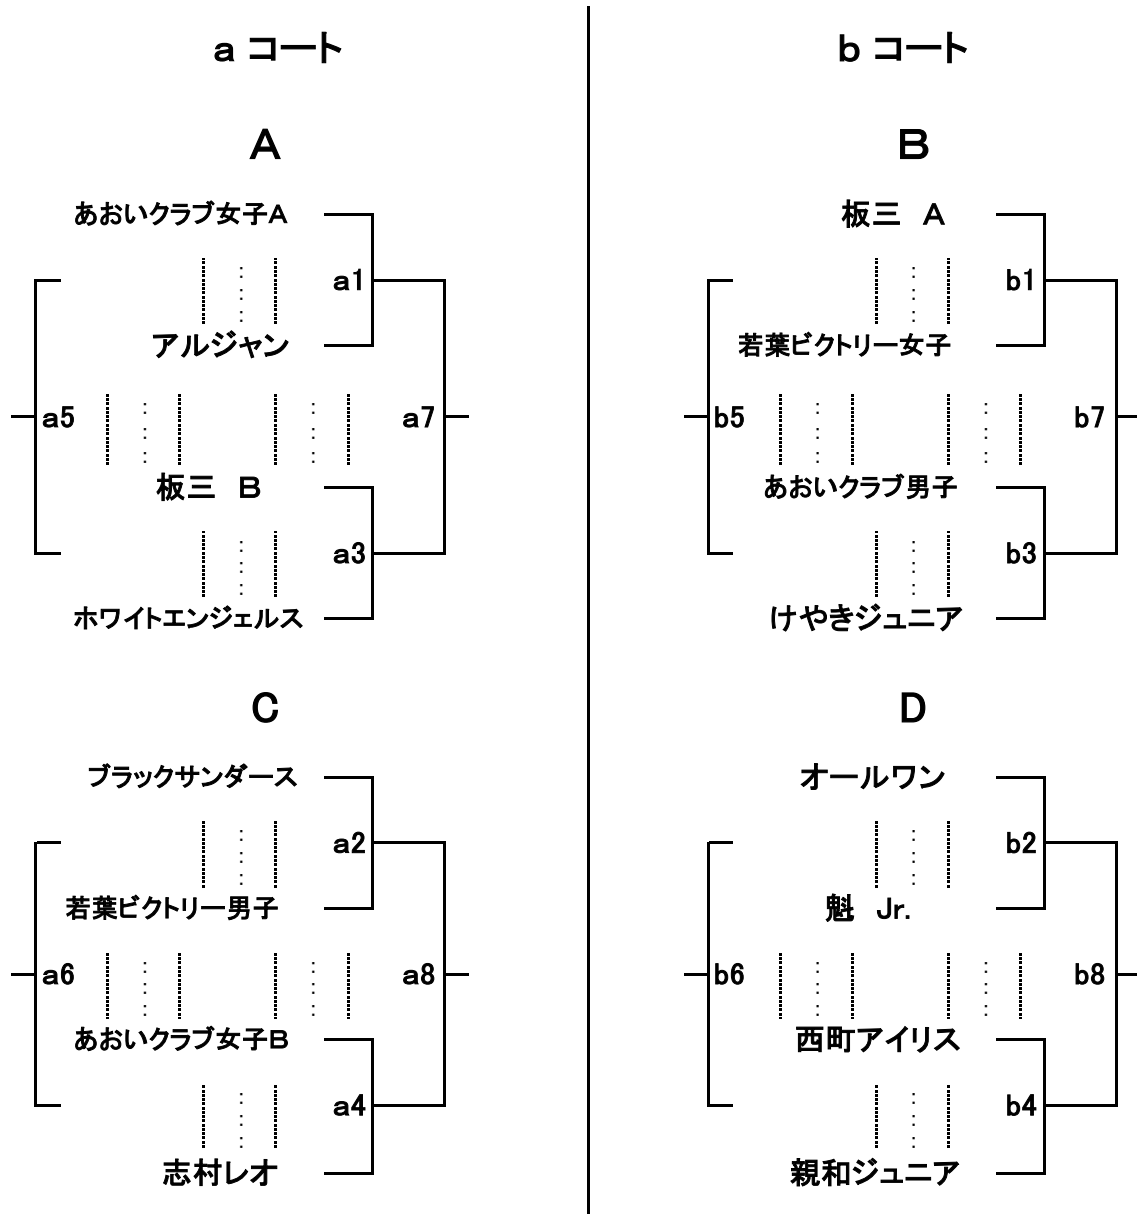 a コート
A
あおいクラブ女子A
a1
アルジャン
a5
a7
板三 B
a3
ホワイトエンジェルス
C
ブラックサンダース
a2
若葉ビクトリー男子
a6
a8
あおいクラブ女子B
a4
志村レオ
b コート
B
板三 A
b1
若葉ビクトリー女子
b5
b7
あおいクラブ男子
b3
けやきジュニア
D
オールワン
b2
魁 Jr.
b6
b8
西町アイリス
b4
親和ジュニア